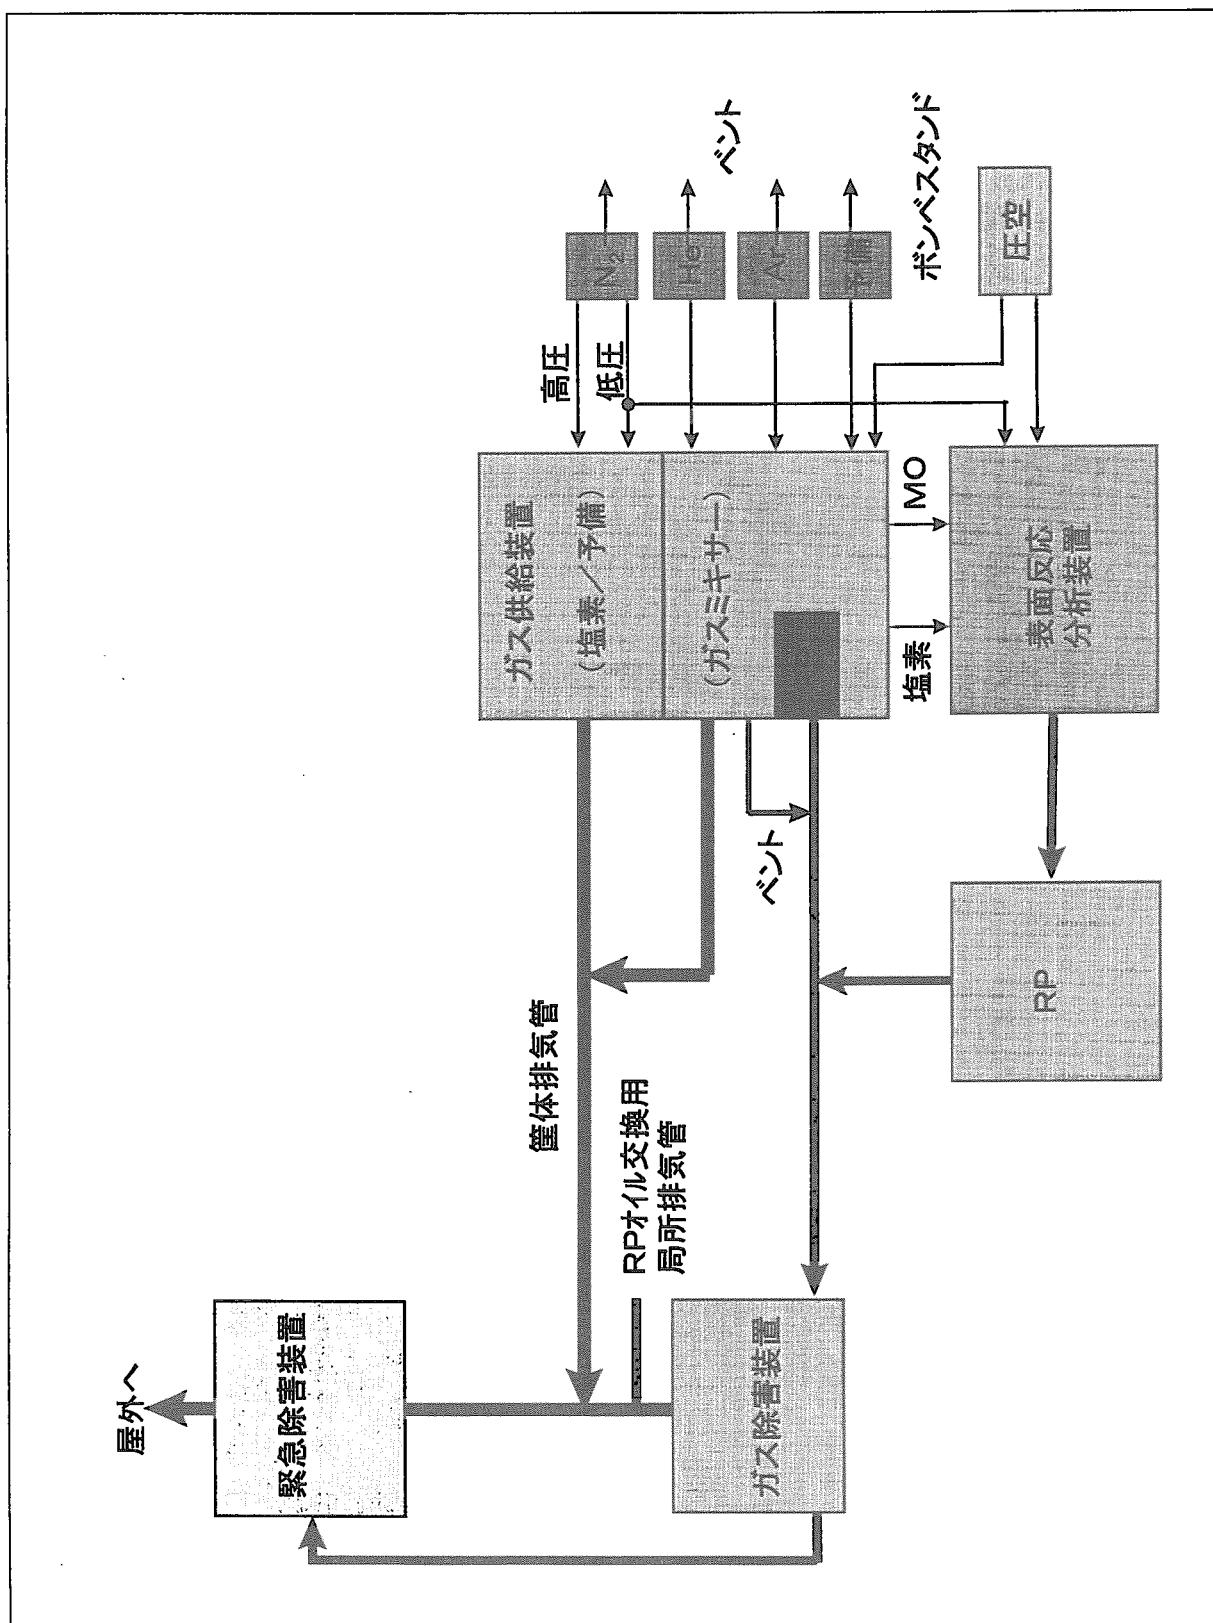 屋外へ
緊急除害装置
筐体排気管
RPオイル交換用
局所排気管
ガス除害装置
ガス供給装置
(塩素／予備)
(ガスミキサー)
ベント
塩素
MO
RP
表面反応
分析装置
高圧
低圧
N₂
He
Ar
予備
ベント
ボンベスタンド
圧空